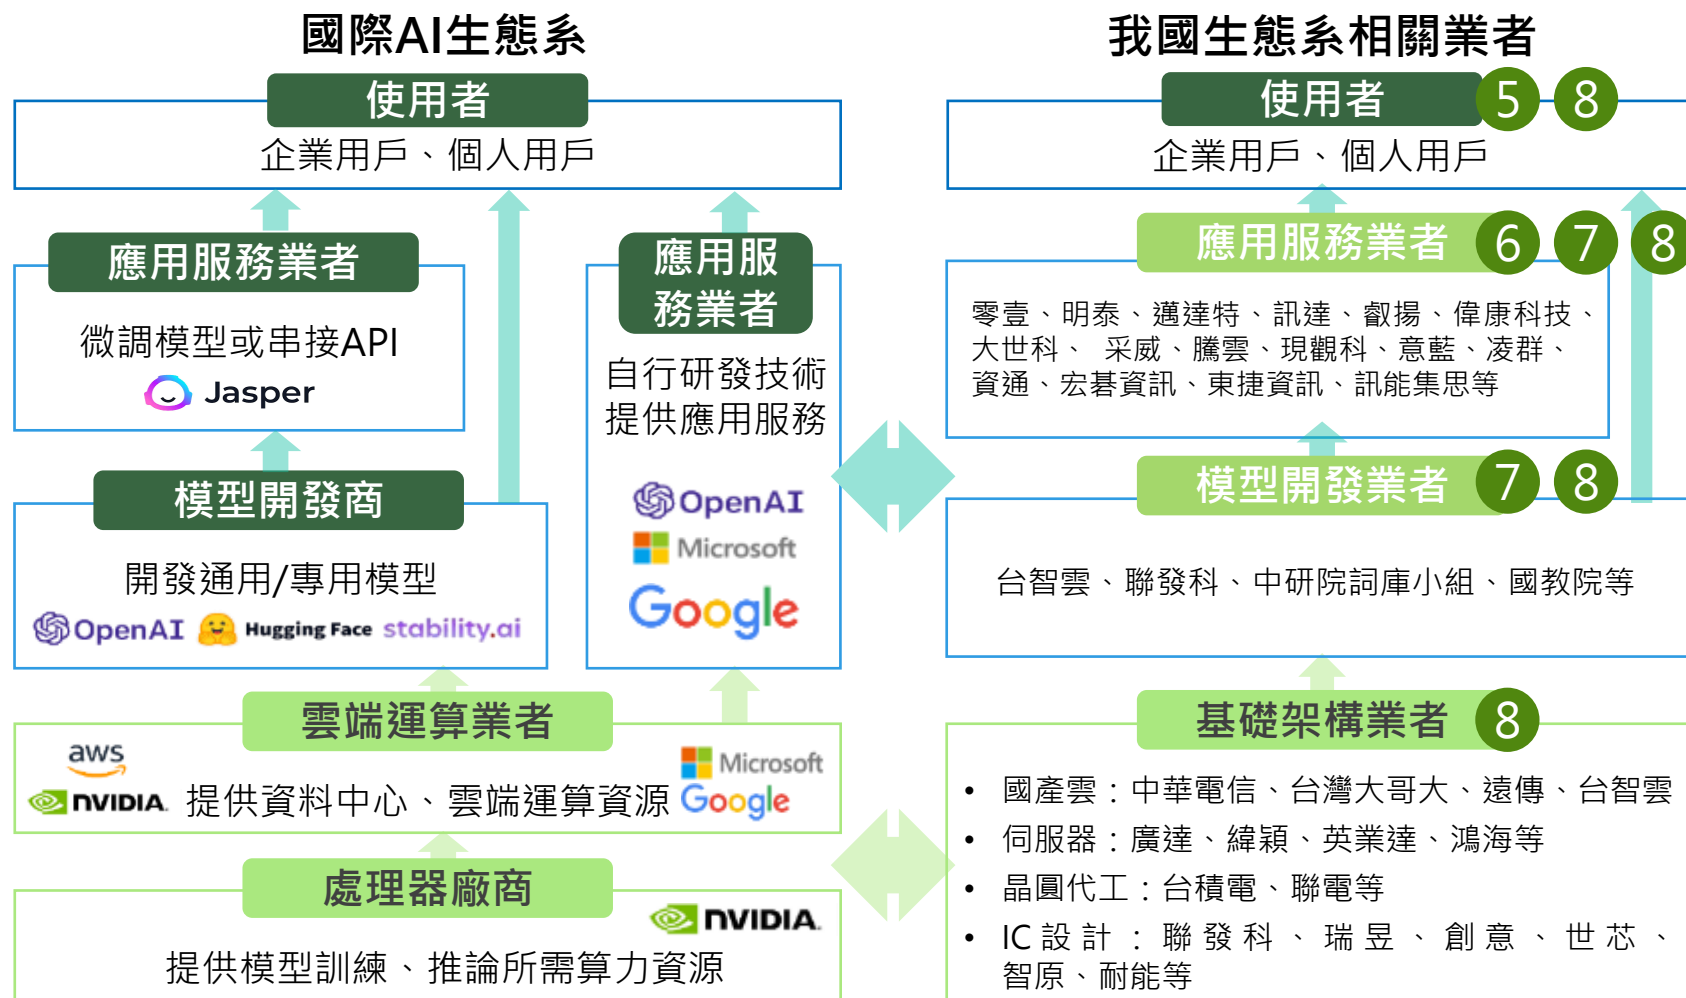 國際AI生態系
使用者
企業用戶、個人用戶
應用服務業者
微調模型或串接API
Jasper
應用服
務業者
自行研發技術
提供應用服務
OpenAI
Microsoft
Google
模型開發商
開發通用/專用模型
OpenAI Hugging Face stability.ai
雲端運算業者
aws
NVIDIA
提供資料中心、雲端運算資源
Microsoft
Google
處理器廠商
NVIDIA
提供模型訓練、推論所需算力資源
我國生態系相關業者
使用者 5 8
企業用戶、個人用戶
應用服務業者 6 7 8
零壹、明泰、邁達特、訊達、叡揚、偉康科技、
大世科、 采威、騰雲、現觀科、意藍、凌群、
資通、宏碁資訊、東捷資訊、訊能集思等
模型開發業者 7 8
台智雲、聯發科、中研院詞庫小組、國教院等
基礎架構業者 8
• 國產雲：中華電信、台灣大哥大、遠傳、台智雲
• 伺服器：廣達、緯穎、英業達、鴻海等
• 晶圓代工：台積電、聯電等
• IC設計：聯發科、瑞昱、創意、世芯、
智原、耐能等